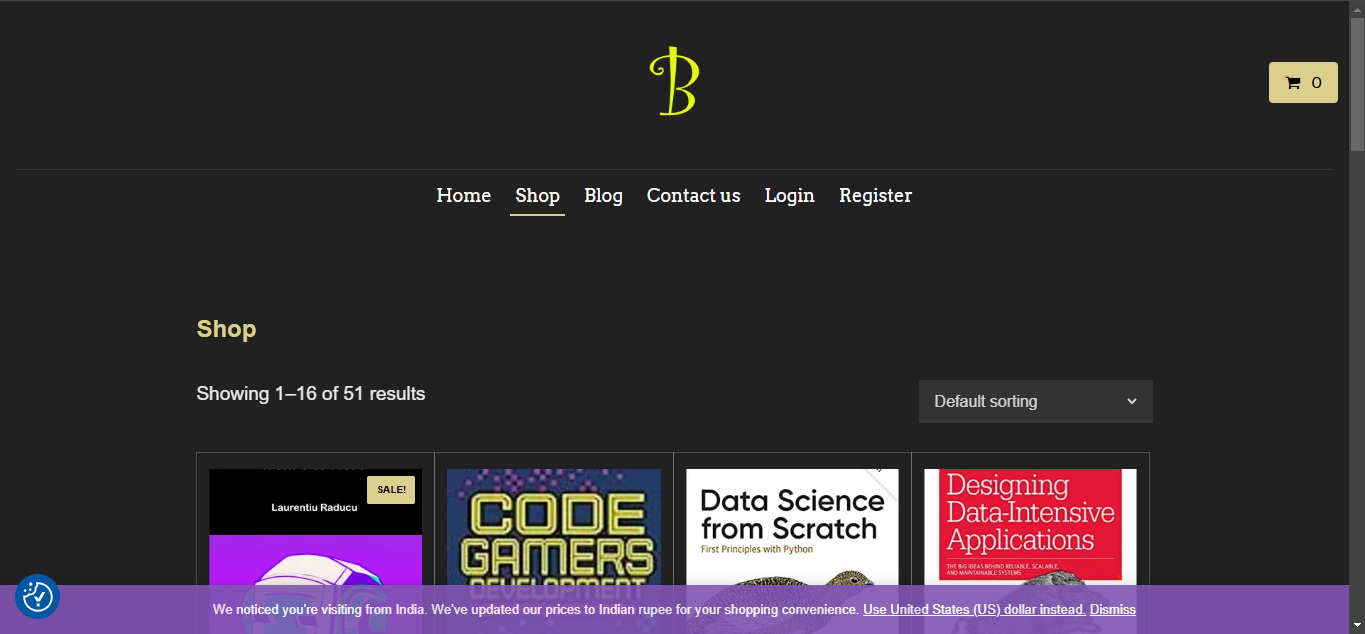 B
0
Home Shop Blog Contact us Login Register
Shop
Showing 1–16 of 51 results
Default sorting
SALE!
Laurentiu Raducu
CODE
GAMERS
DEVELOPMENT
Data Science
from Scratch
First Principles with Python
Designing
Data-Intensive
Applications
THE BIG IDEAS BEHIND RELIABLE, SCALABLE,
AND MAINTAINABLE SYSTEMS
We noticed you're visiting from India. We've updated our prices to Indian rupee for your shopping convenience. Use United States (US) dollar instead. Dismiss